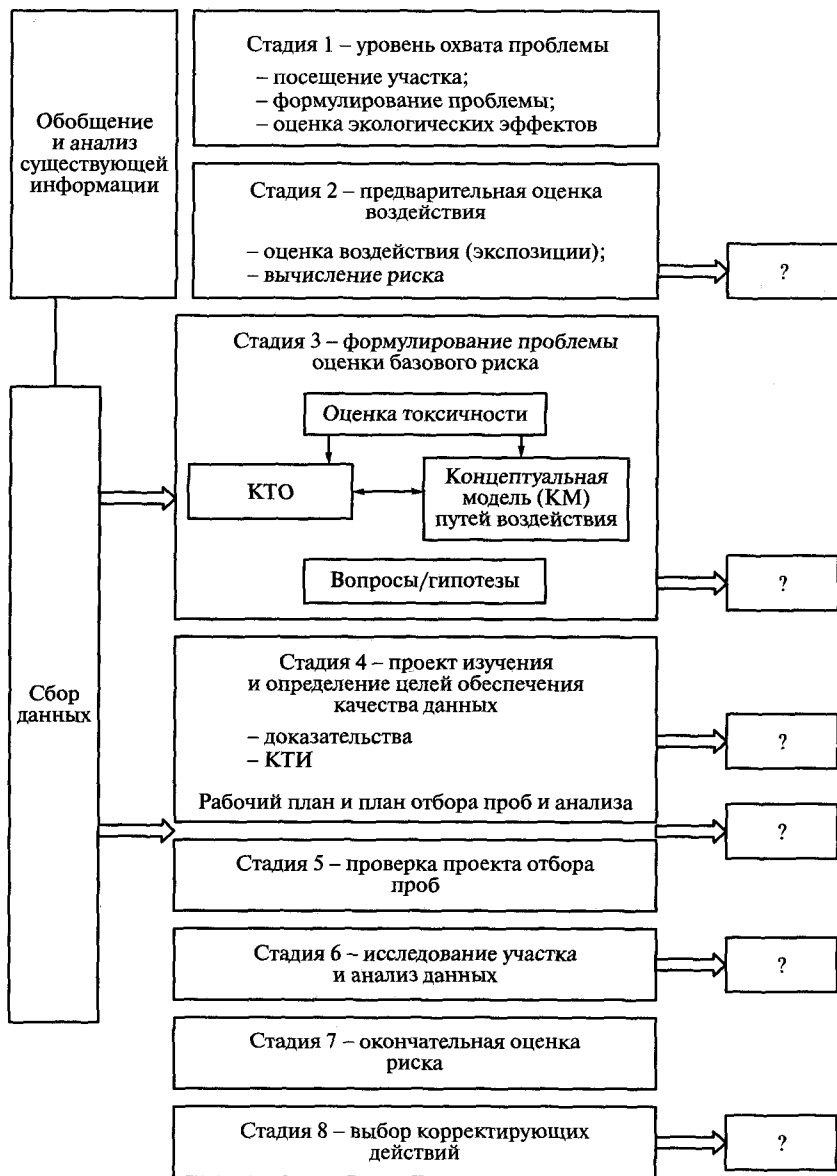 Обобщение
и анализ
существующей
информации
Стадия 1 – уровень охвата проблемы
– посещение участка;
– формулирование проблемы;
– оценка экологических эффектов
Стадия 2 – предварительная оценка
воздействия
– оценка воздействия (экспозиции);
– вычисление риска
?
Сбор
данных
Стадия 3 – формулирование проблемы
оценки базового риска
Оценка токсичности
КТО
Концептуальная
модель (КМ)
путей воздействия
Вопросы/гипотезы
?
Стадия 4 – проект изучения
и определение целей обеспечения
качества данных
– доказательства
– КТИ
?
Рабочий план и план отбора проб и анализа
?
Стадия 5 – проверка проекта отбора
проб
Стадия 6 – исследование участка
и анализ данных
?
Стадия 7 – окончательная оценка
риска
Стадия 8 – выбор корректирующих
действий
?